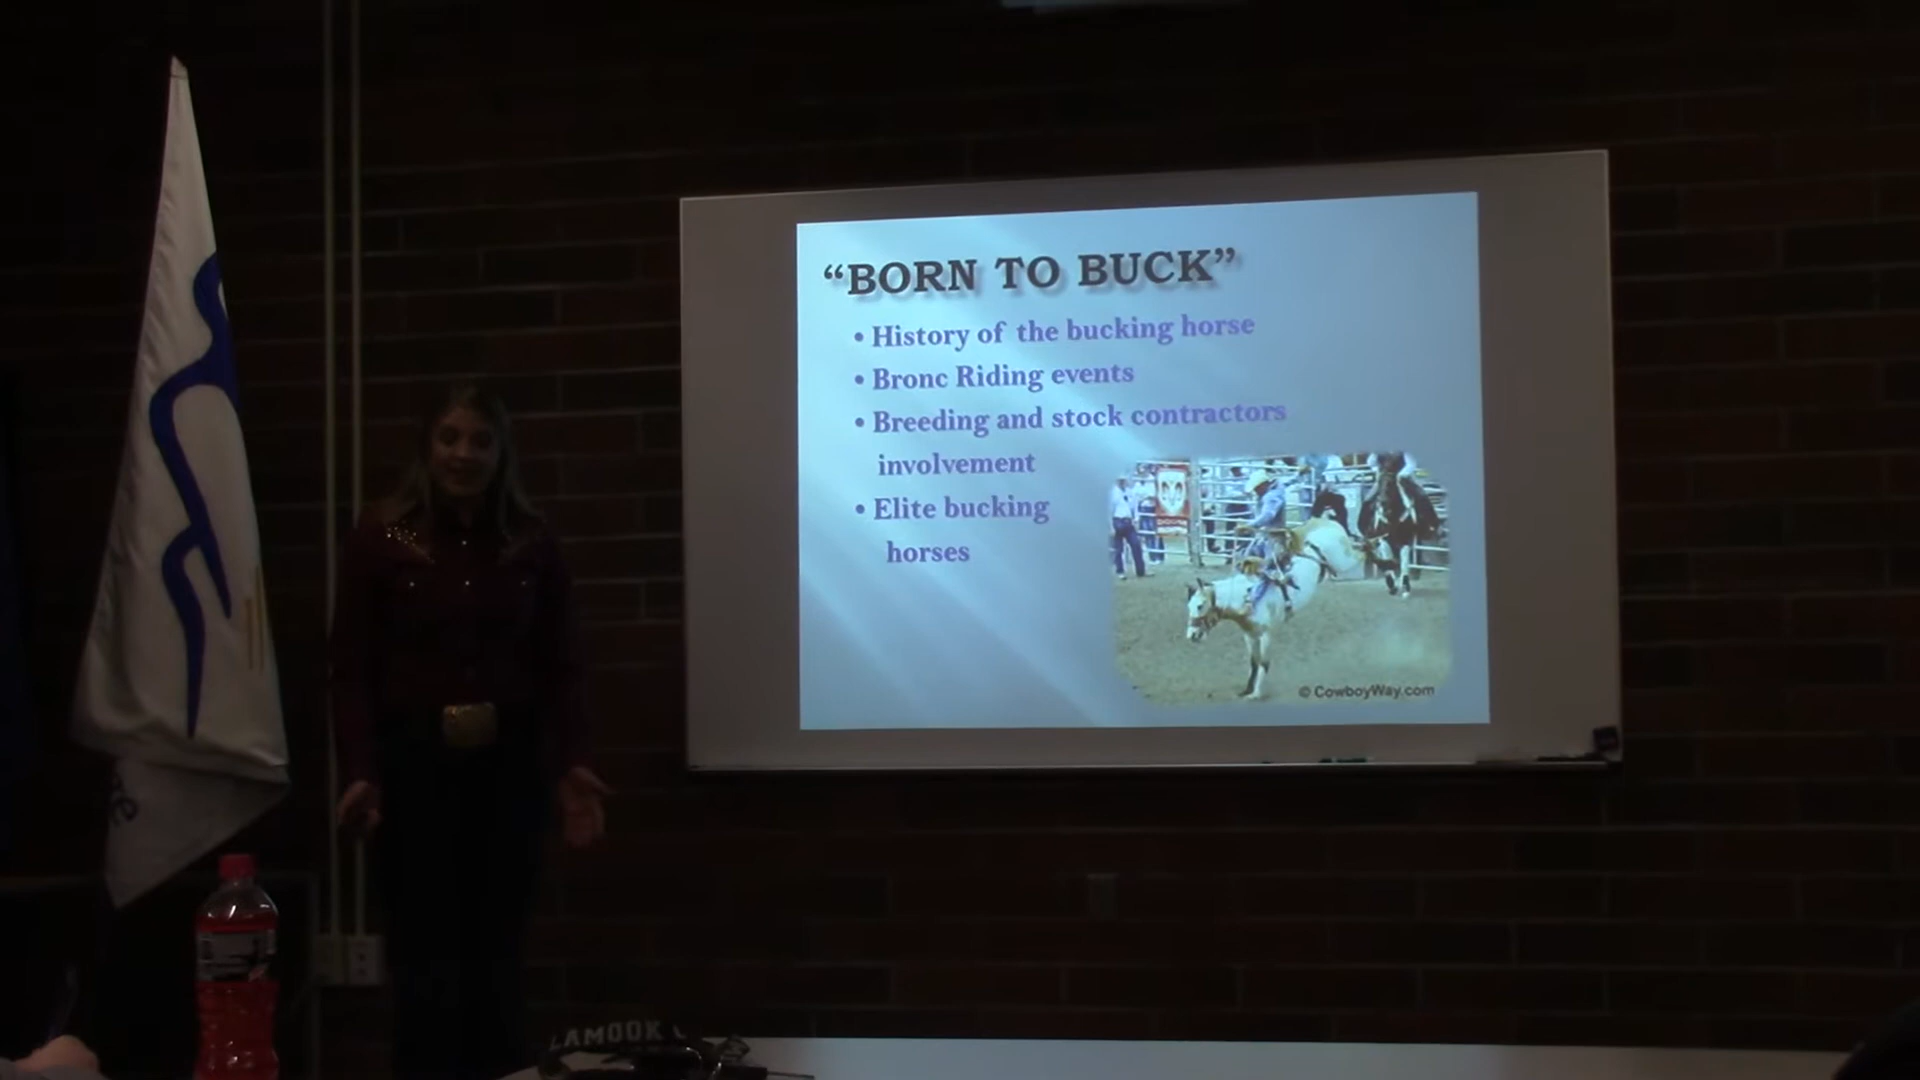 “BORN TO BUCK”
• History of the bucking horse
• Bronc Riding events
• Breeding and stock contractors
involvement
• Elite bucking
horses
© CowboyWay.com
LAMOOK